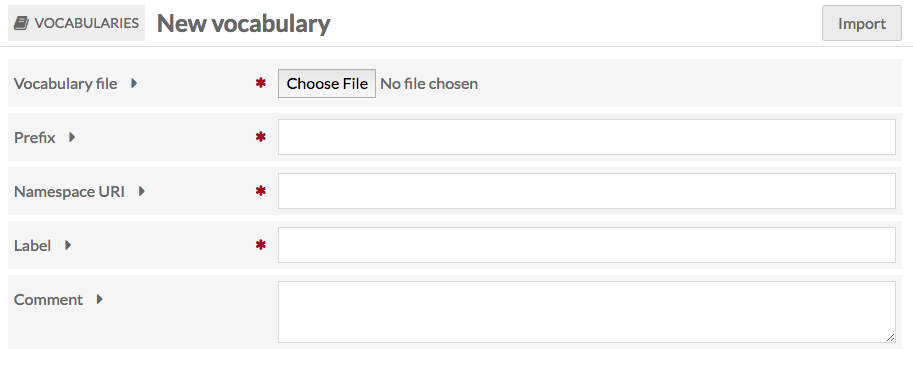 VOCABULARIES New vocabulary Import
Vocabulary file * Choose File No file chosen
Prefix *
Namespace URI *
Label *
Comment